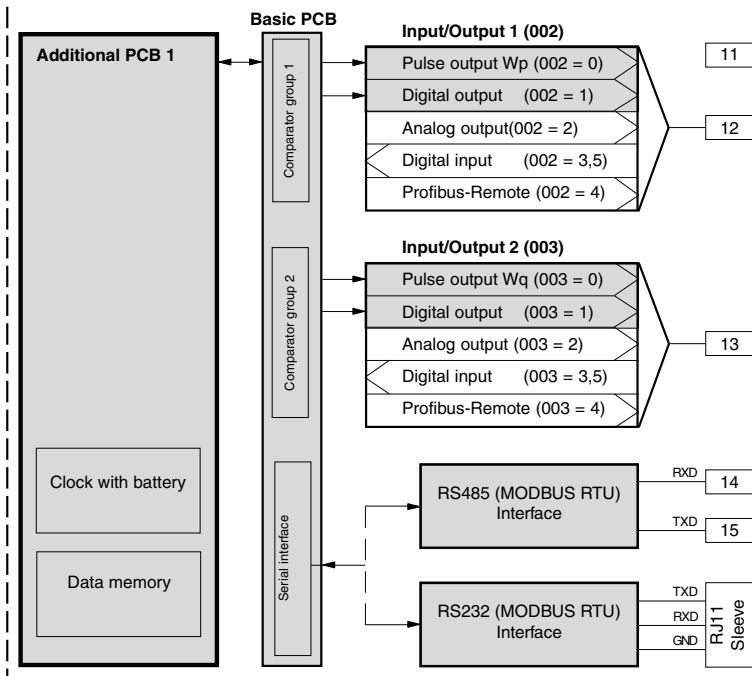 Basic PCB
Additional PCB 1
Clock with battery
Data memory
Comparator group 1
Comparator group 2
Serial interface
Input/Output 1 (002)
Pulse output Wp (002 = 0)
Digital output (002 = 1)
Analog output(002 = 2)
Digital input (002 = 3,5)
Profibus-Remote (002 = 4)
11
12
Input/Output 2 (003)
Pulse output Wq (003 = 0)
Digital output (003 = 1)
Analog output (003 = 2)
Digital input (003 = 3,5)
Profibus-Remote (003 = 4)
13
RS485 (MODBUS RTU)
Interface
RXD
14
TXD
15
RS232 (MODBUS RTU)
Interface
TXD
RXD
GND
RJ11
Sleeve